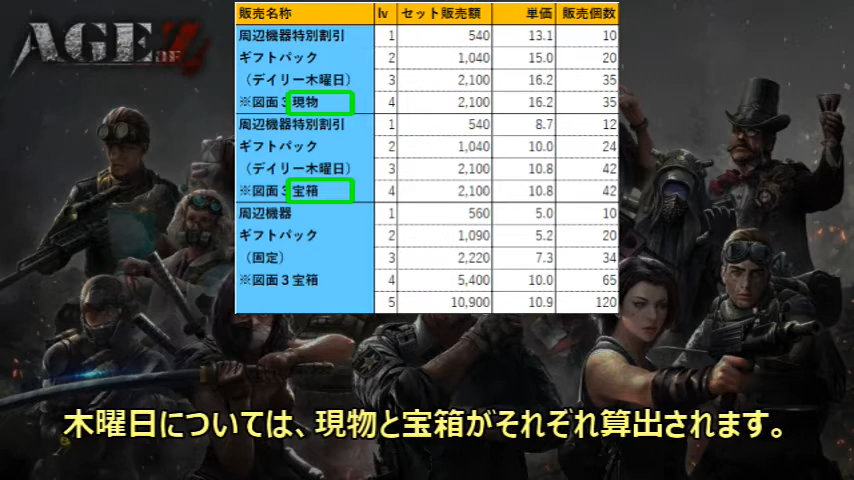 AGE OF Z
販売名称 lv セット販売額 単価 販売個数
周辺機器特別割引 1 540 13.1 10
ギフトパック 2 1,040 15.0 20
（デイリー木曜日） 3 2,100 16.2 35
※図面３現物 4 2,100 16.2 35
周辺機器特別割引 1 540 8.7 12
ギフトパック 2 1,040 10.0 24
（デイリー木曜日） 3 2,100 10.8 42
※図面３宝箱 4 2,100 10.8 42
周辺機器 1 560 5.0 10
ギフトパック 2 1,090 5.2 20
（固定） 3 2,220 7.3 34
※図面３宝箱 4 5,400 10.0 65
5 10,900 10.9 120
木曜日については、現物と宝箱がそれぞれ算出されます。